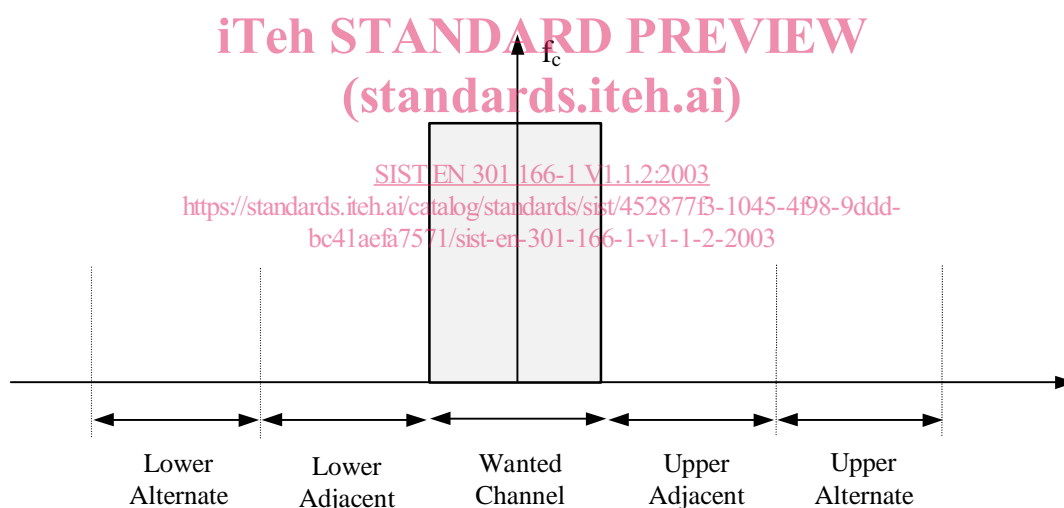 iTeh STANDARD PREVIEW
f_c
(standards.iteh.ai)
SIST EN 301 166-1 V1.1.2:2003
https://standards.iteh.ai/catalog/standards/sist/452877f3-1045-4f98-9ddd-
bc41aefa7571/sist-en-301-166-1-v1-1-2-2003
Lower Alternate
Lower Adjacent
Wanted Channel
Upper Adjacent
Upper Alternate